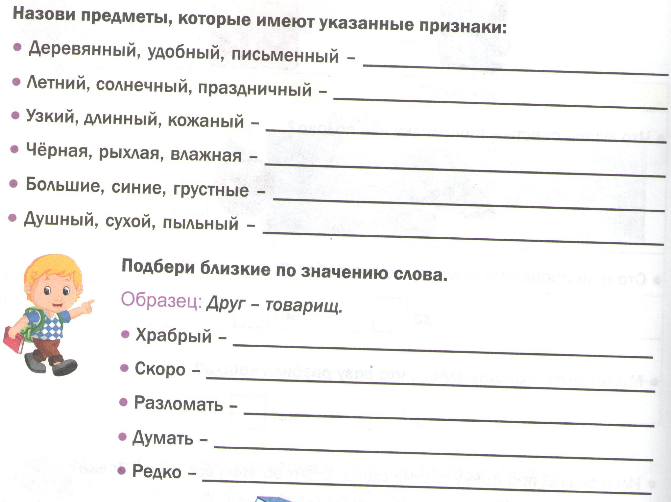 Назови предметы, которые имеют указанные признаки:
• Деревянный, удобный, письменный –
• Летний, солнечный, праздничный –
• Узкий, длинный, кожаный –
• Чёрная, рыхлая, влажная –
• Большие, синие, грустные –
• Душный, сухой, пыльный –
Подбери близкие по значению слова.
Образец: Друг – товарищ.
• Храбрый –
• Скоро –
• Разломать –
• Думать –
• Редко –